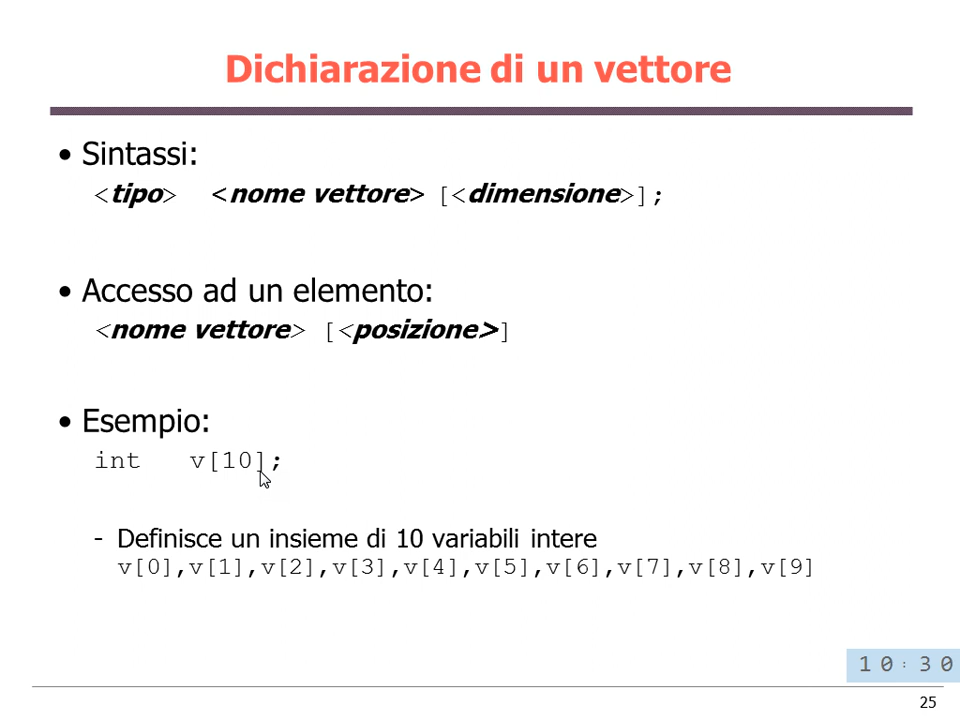 Dichiarazione di un vettore
• Sintassi:
<tipo> <nome vettore> [<dimensione>];
• Accesso ad un elemento:
<nome vettore> [<posizione>]
• Esempio:
int v[10];
- Definisce un insieme di 10 variabili intere
v[0],v[1],v[2],v[3],v[4],v[5],v[6],v[7],v[8],v[9]
10:30
25